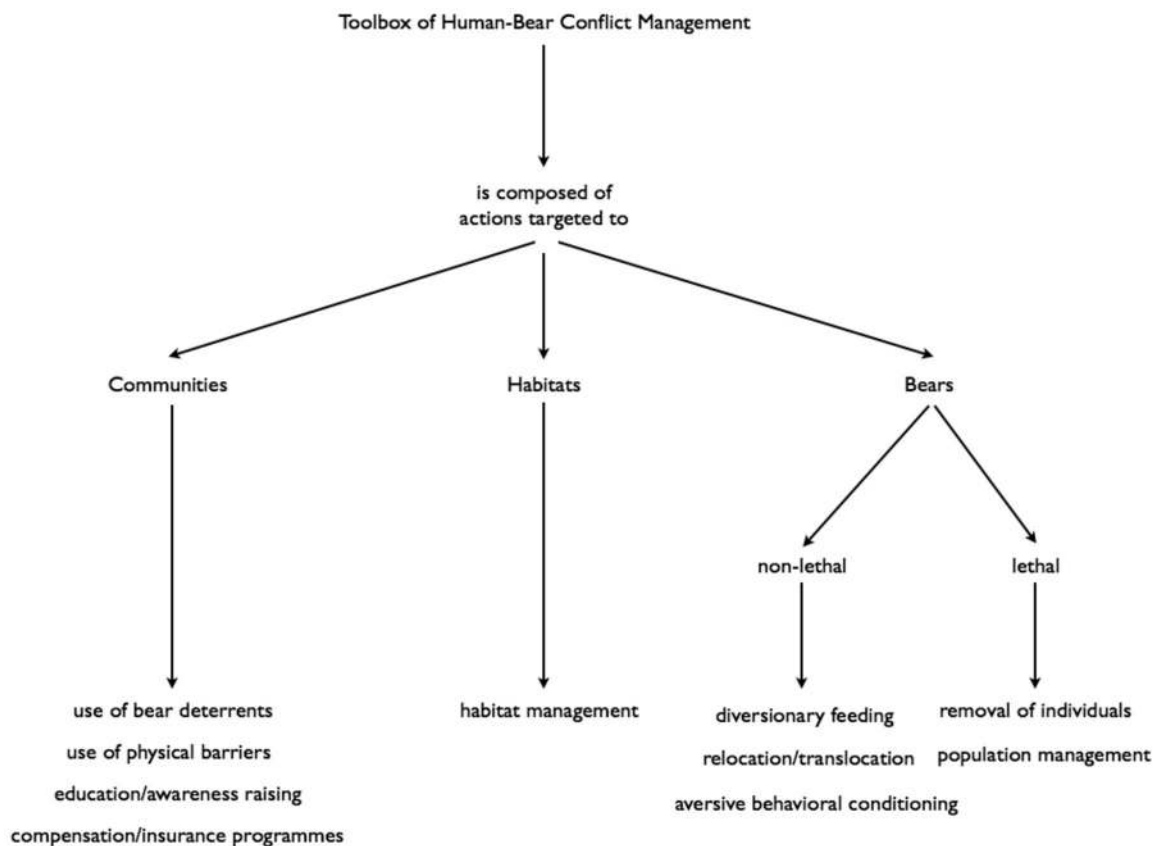 Toolbox of Human-Bear Conflict Management
is composed of
actions targeted to
Communities
Habitats
Bears
non-lethal
lethal
use of bear deterrents
use of physical barriers
education/awareness raising
compensation/insurance programmes
habitat management
diversionary feeding
relocation/translocation
aversive behavioral conditioning
removal of individuals
population management